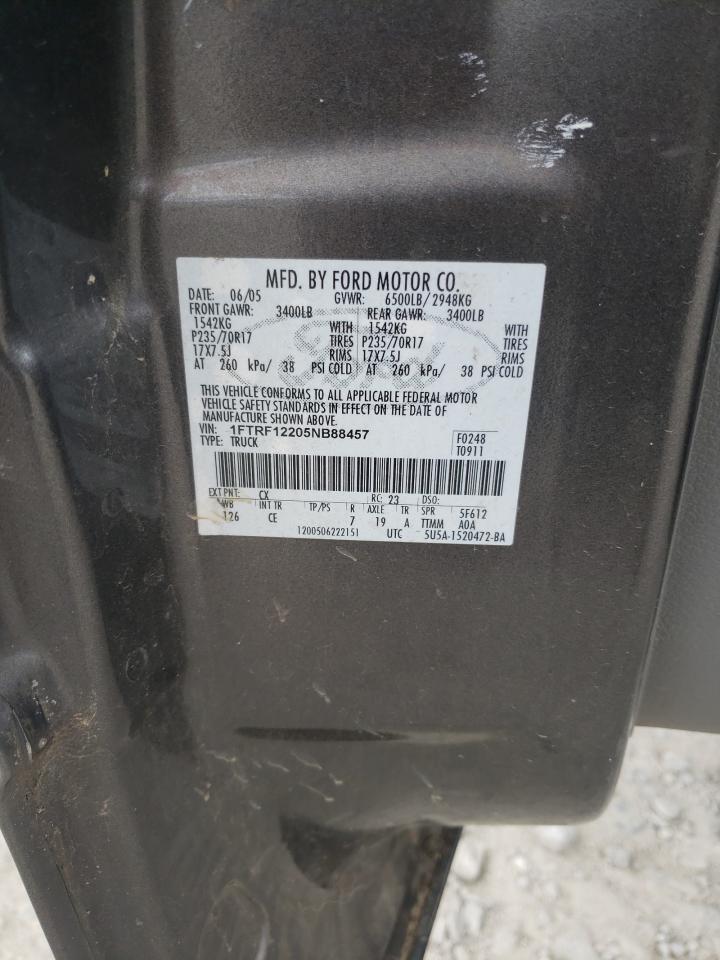 MFD. BY FORD MOTOR CO.
DATE: 06/05 GVWR: 6500LB/2948KG
FRONT GAWR: 3400LB REAR GAWR: 3400LB
1542KG WITH 1542KG WITH
P235/70R17 TIRES P235/70R17 TIRES
17X7.5J RIMS 17X7.5J RIMS
AT 260 kPa/ 38 PSI COLD AT 260 kPa/ 38 PSI COLD
THIS VEHICLE CONFORMS TO ALL APPLICABLE FEDERAL MOTOR
VEHICLE SAFETY STANDARDS IN EFFECT ON THE DATE OF
MANUFACTURE SHOWN ABOVE.
VIN: 1FTRF12205NB88457 F0248
TYPE: TRUCK T0911
EXT PNT: CX RC: 23 DSO:
WB INT TR TP/PS R AXLE TR SPR 5F612
126 CE 7 19 A TTMM A0A
1200506222151 UTC 5U5A-1520472-BA
Ford